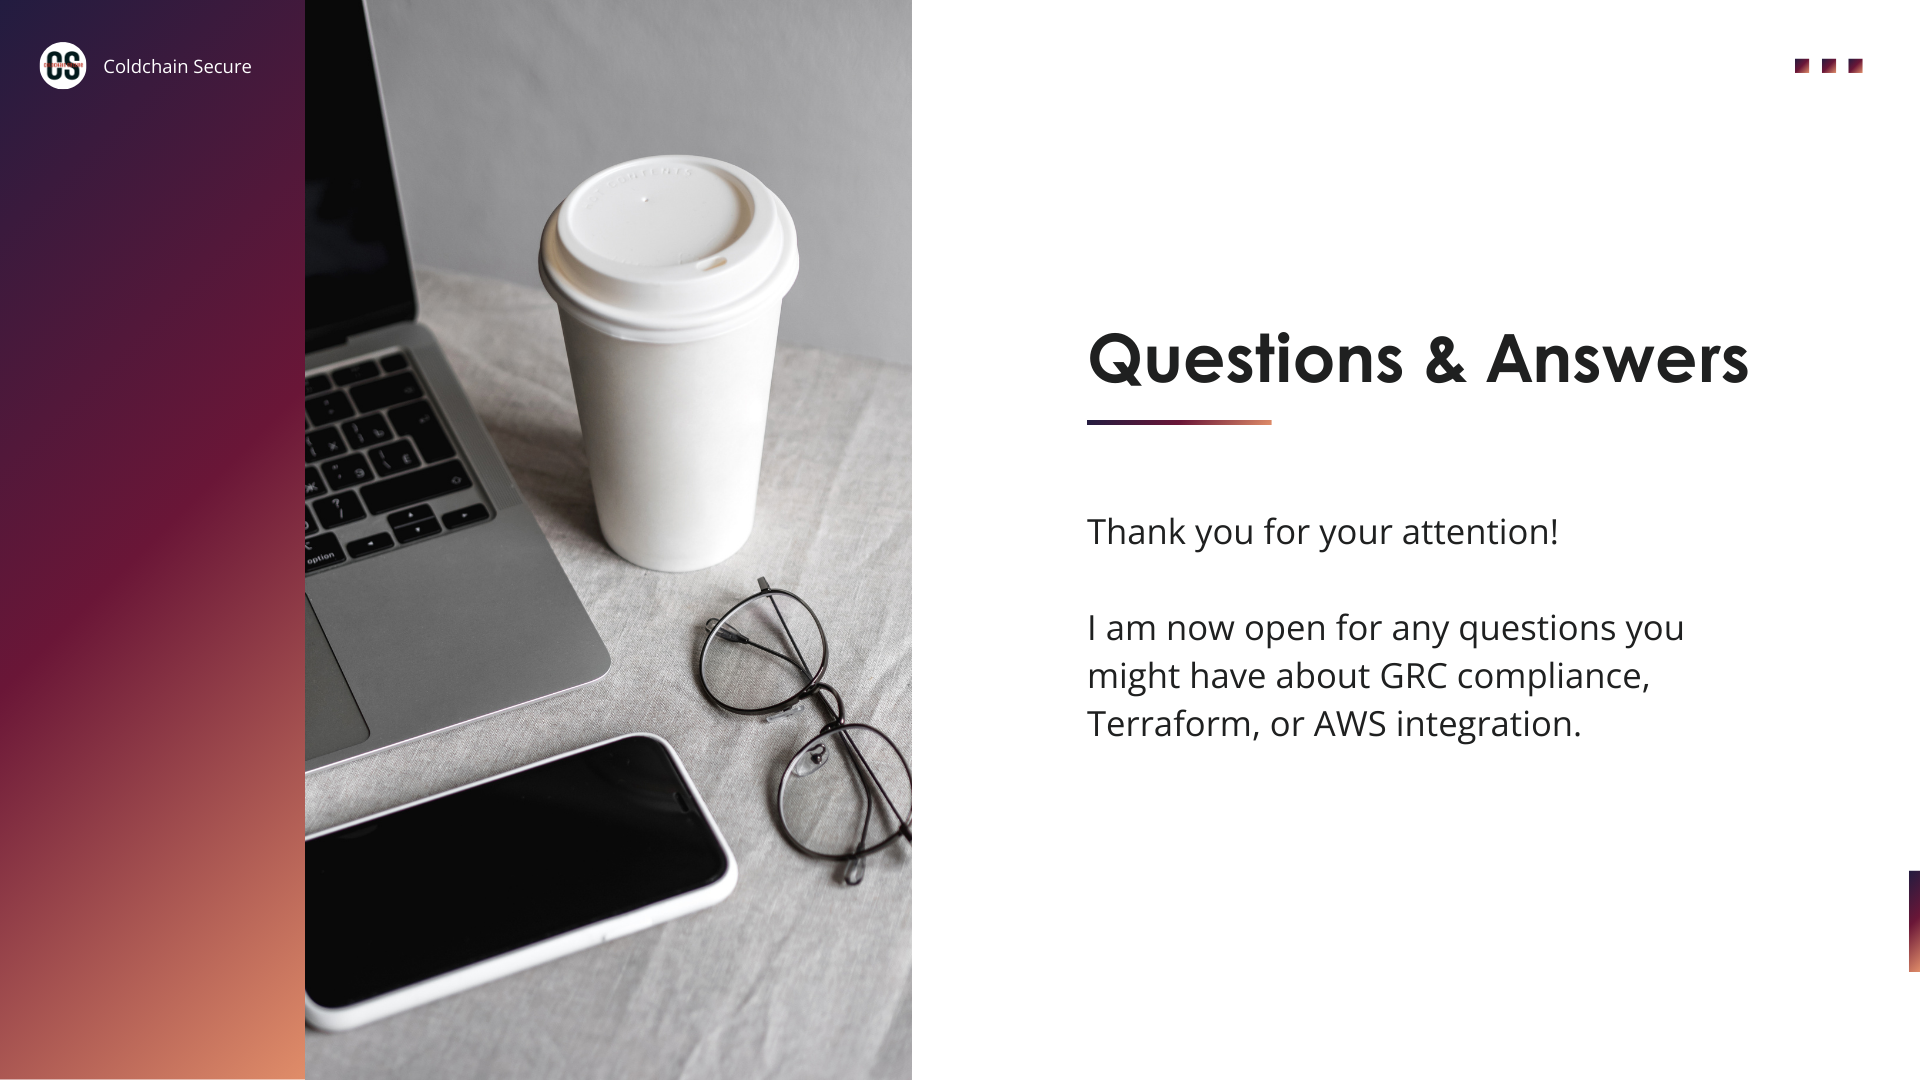 CS
Coldchain Secure
Questions & Answers
Thank you for your attention!
I am now open for any questions you
might have about GRC compliance,
Terraform, or AWS integration.
option